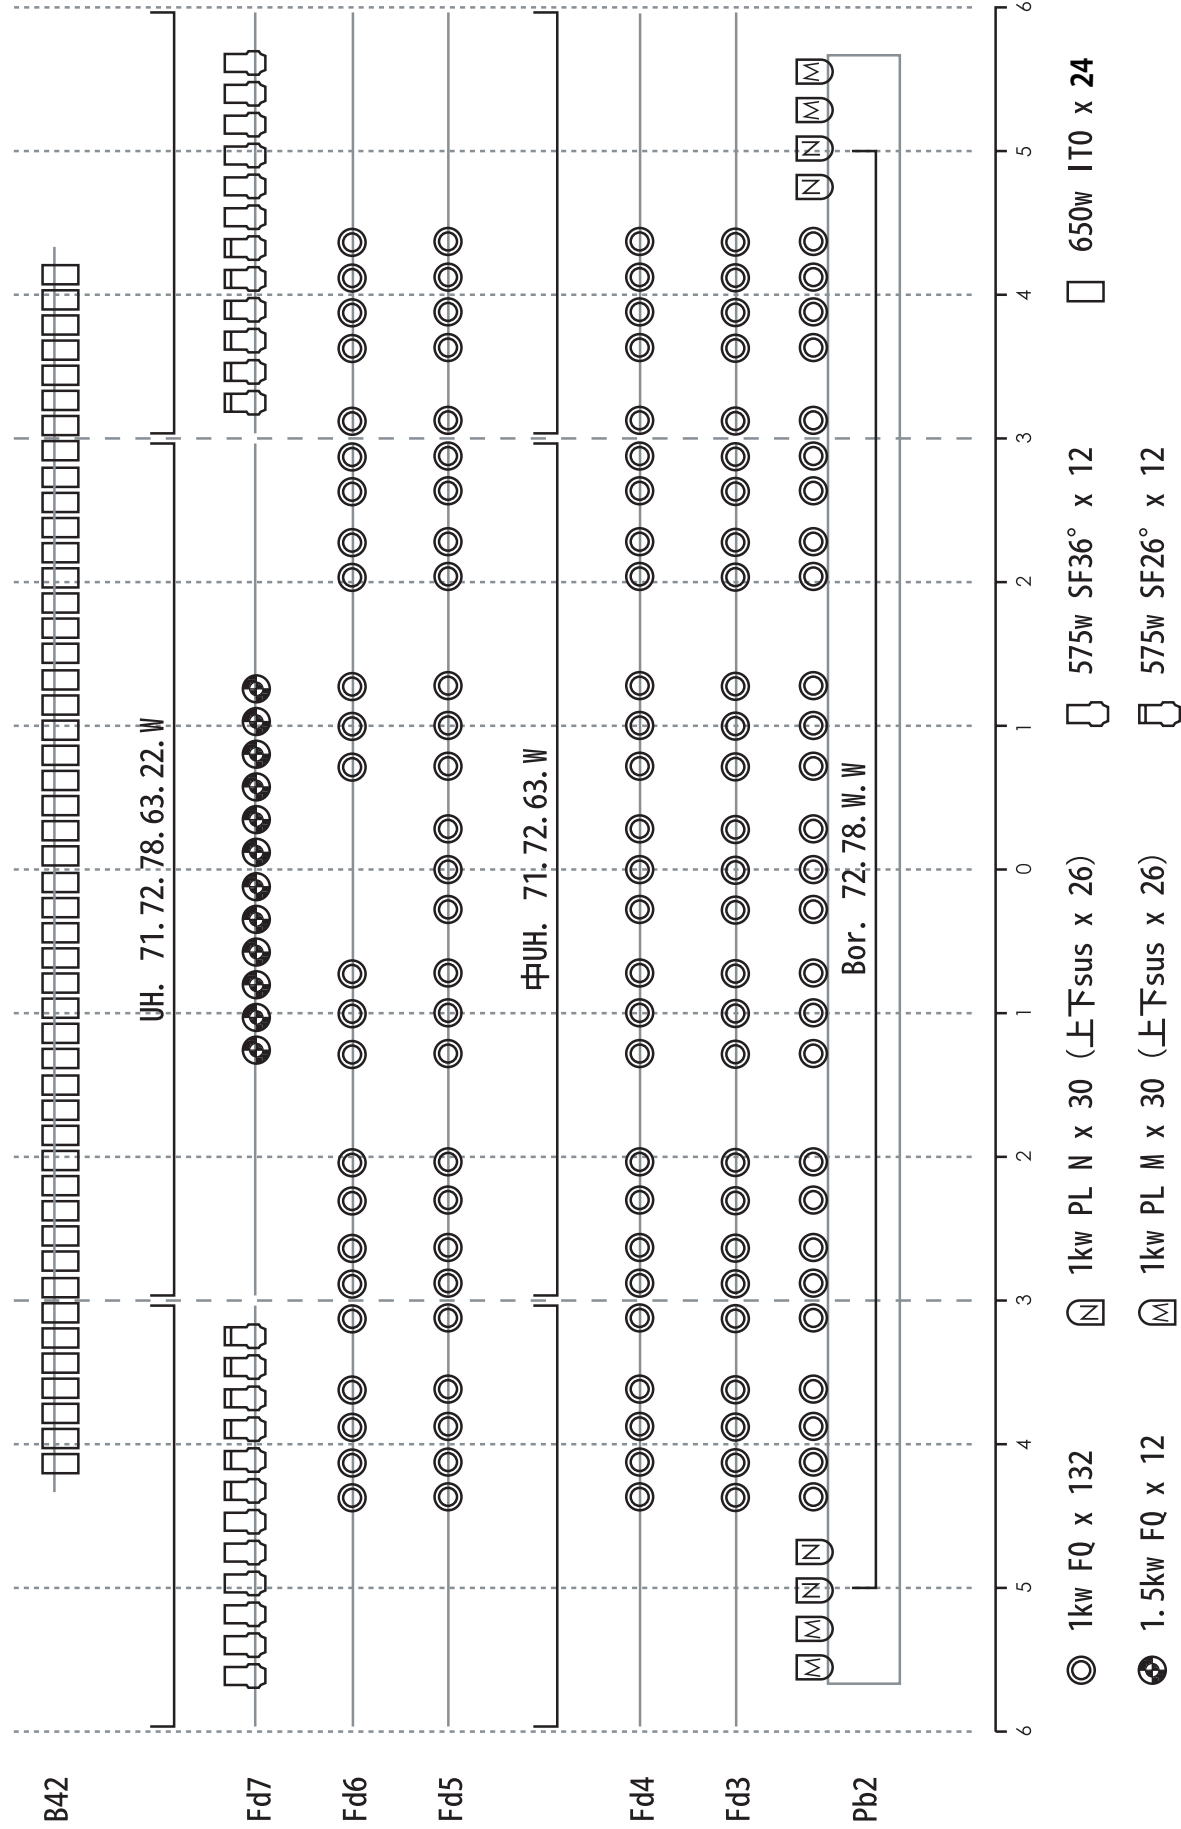 B42
UH. 71. 72. 78. 63. 22. W
Fd7
Fd6
Fd5
中UH. 71. 72. 63. W
Fd4
Fd3
M M N N N N M M
Bor. 72. 78. W. W
Pb2
6 5 4 3 2 1 0 1 2 3 4 5 6
1kw FQ x 132 N 1kw PL N x 30 (上下sus x 26) 575w SF36° x 12 650w ITO x 24
1.5kw FQ x 12 M 1kw PL M x 30 (上下sus x 26) 575w SF26° x 12